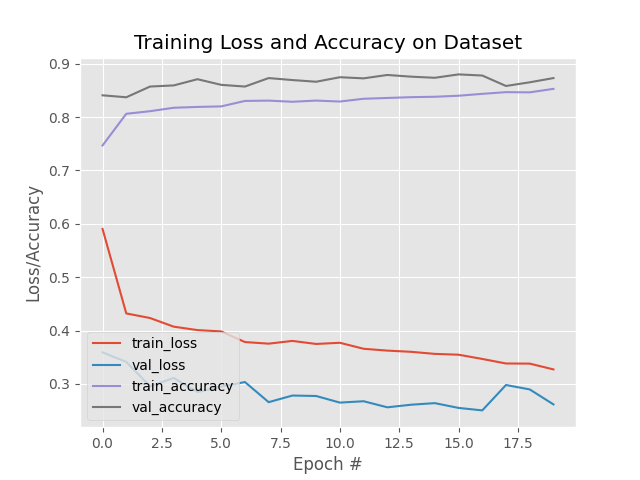 Training Loss and Accuracy on Dataset
0.9
0.8
0.7
0.6
0.5
0.4
0.3
Loss/Accuracy
train_loss
val_loss
train_accuracy
val_accuracy
0.0 2.5 5.0 7.5 10.0 12.5 15.0 17.5
Epoch #